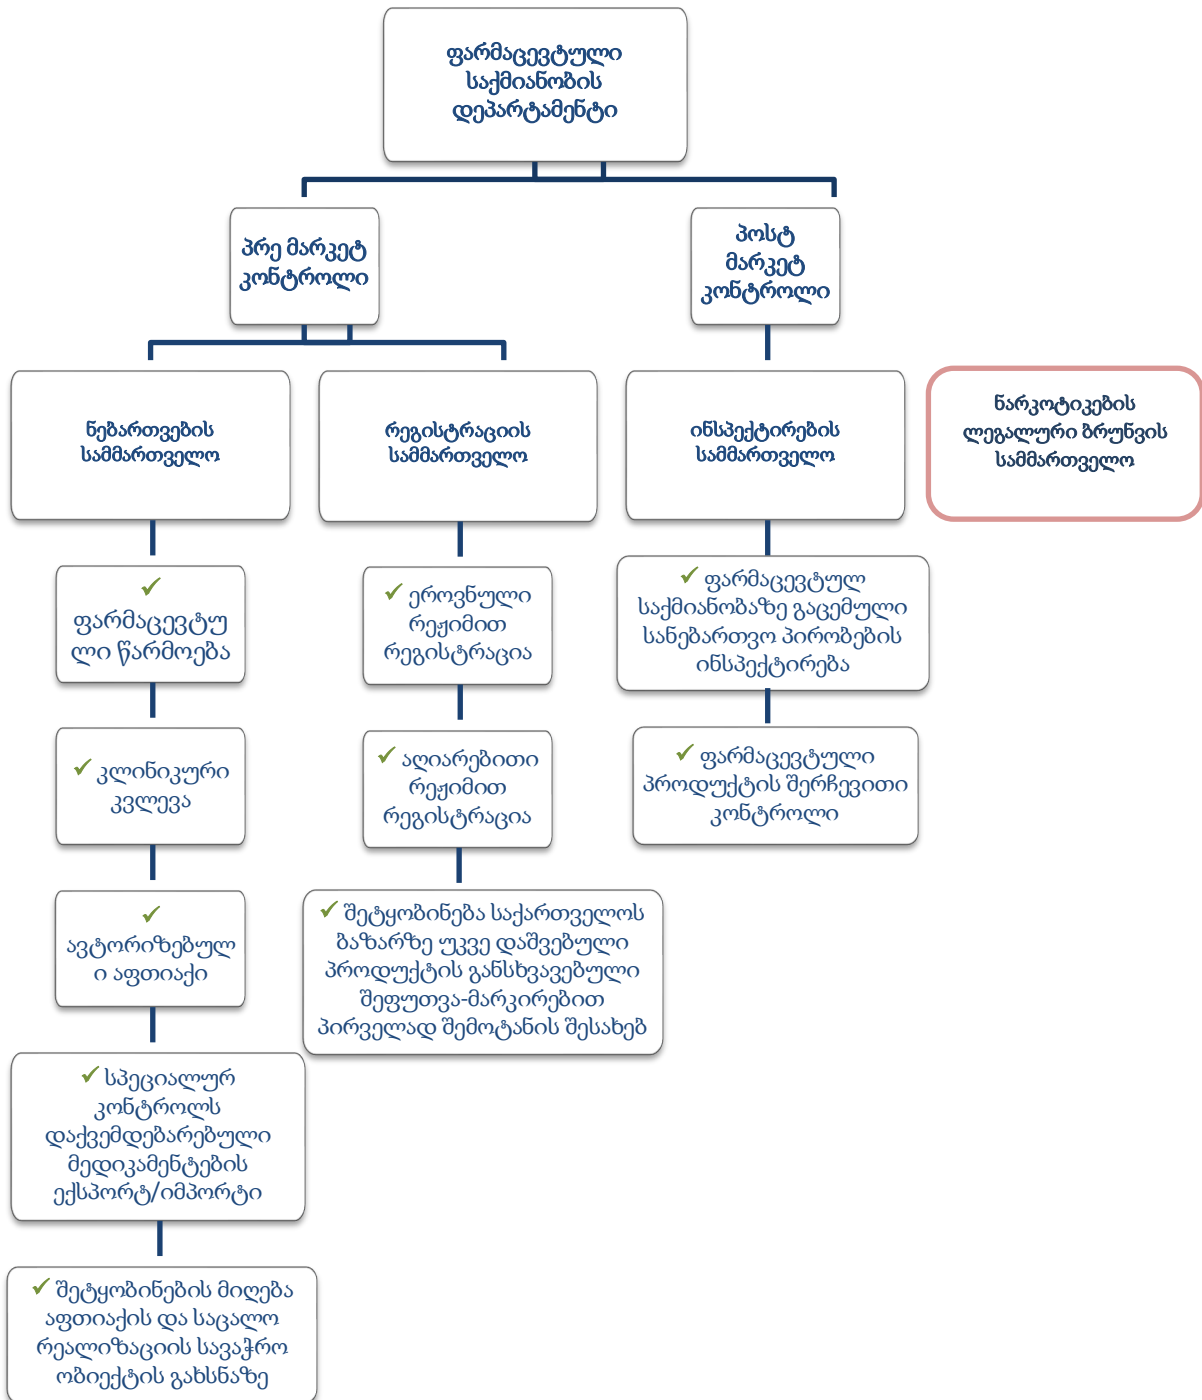 ფარმაცევტული
საქმიანობის
დეპარტამენტი
პრე მარკეტ
კონტროლი
პოსტ
მარკეტ
კონტროლი
ნებართვების
სამმართველო
რეგისტრაციის
სამმართველო
ინსპექტირების
სამმართველო
ნარკოტიკების
ლეგალური ბრუნვის
სამმართველო
✓
ფარმაცევტუ
ლი წარმოება
✓ კლინიკური
კვლევა
✓
ავტორიზებულ
ი აფთიაქი
✓ სპეციალურ
კონტროლს
დაქვემდებარებული
მედიკამენტების
ექსპორტ/იმპორტი
✓ შეტყობინების მიღება
აფთიაქის და საცალო
რეალიზაციის სავაჭრო
ობიექტის გახსნაზე
✓ ეროვნული
რეჟიმით
რეგისტრაცია
✓ აღიარებითი
რეჟიმით
რეგისტრაცია
✓ შეტყობინება საქართველოს
ბაზარზე უკვე დაშვებული
პროდუქტის განსხვავებული
შეფუთვა-მარკირებით
პირველად შემოტანის შესახებ
✓ ფარმაცევტულ
საქმიანობაზე გაცემული
სანებართვო პირობების
ინსპექტირება
✓ ფარმაცევტული
პროდუქტის შერჩევითი
კონტროლი